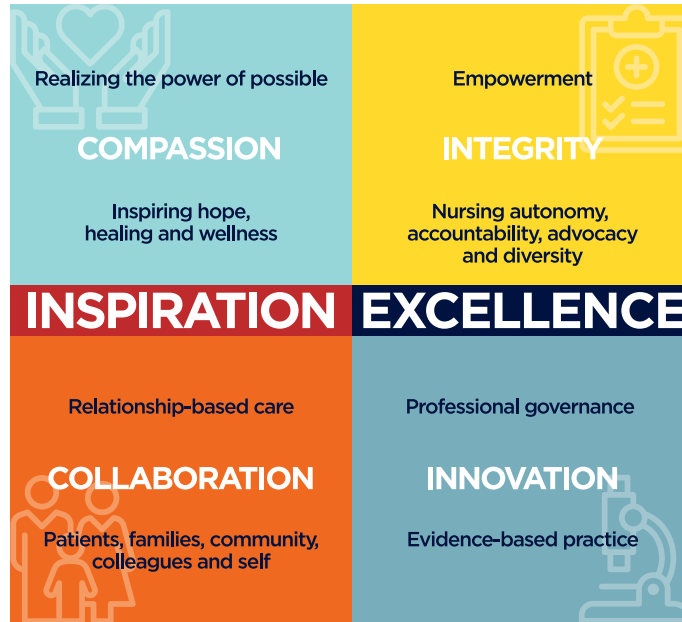 Realizing the power of possible
COMPASSION
Inspiring hope,
healing and wellness
Empowerment
INTEGRITY
Nursing autonomy,
accountability, advocacy
and diversity
INSPIRATION
EXCELLENCE
Relationship-based care
COLLABORATION
Patients, families, community,
colleagues and self
Professional governance
INNOVATION
Evidence-based practice